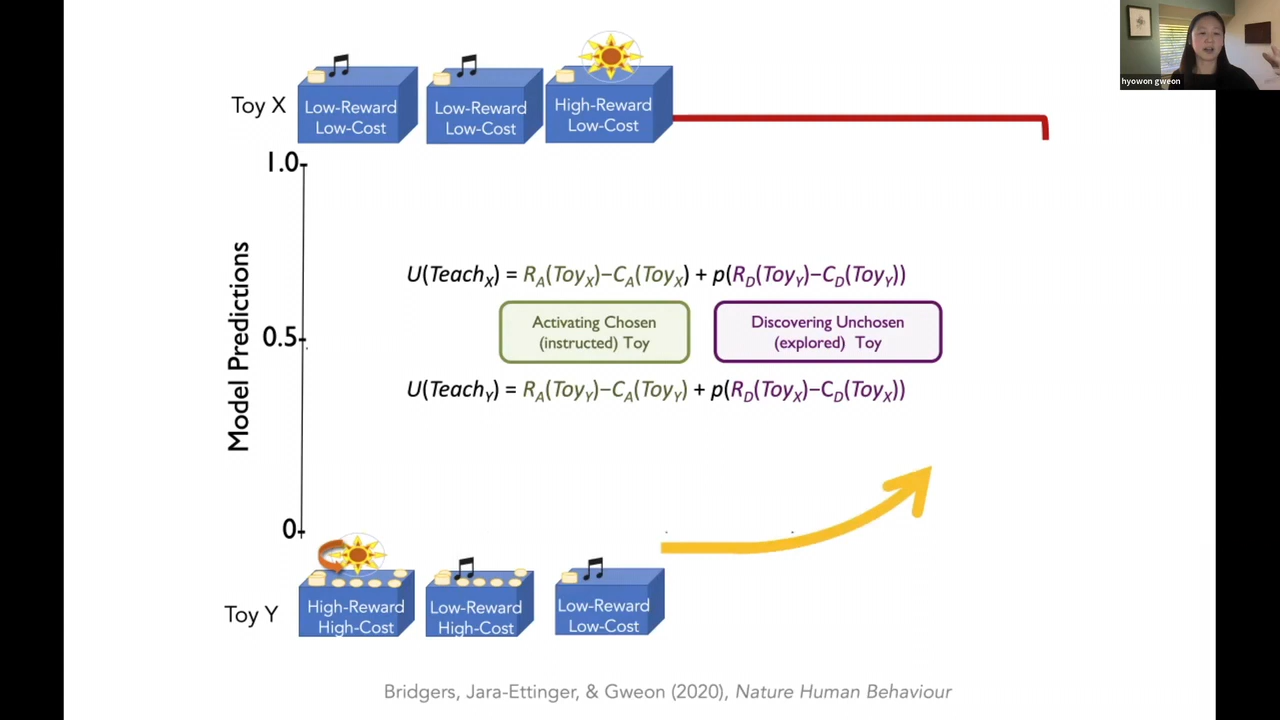 hyowon gweon
Toy X
Low-Reward
Low-Cost
Low-Reward
Low-Cost
High-Reward
Low-Cost
1.0
Model Predictions
U(Teach_X) = R_A(Toy_X)−C_A(Toy_X) + p(R_D(Toy_Y)−C_D(Toy_Y))
0.5
Activating Chosen
(instructed) Toy
Discovering Unchosen
(explored) Toy
U(Teach_Y) = R_A(Toy_Y)−C_A(Toy_Y) + p(R_D(Toy_X)−C_D(Toy_X))
0
Toy Y
High-Reward
High-Cost
Low-Reward
High-Cost
Low-Reward
Low-Cost
Bridgers, Jara-Ettinger, & Gweon (2020), Nature Human Behaviour